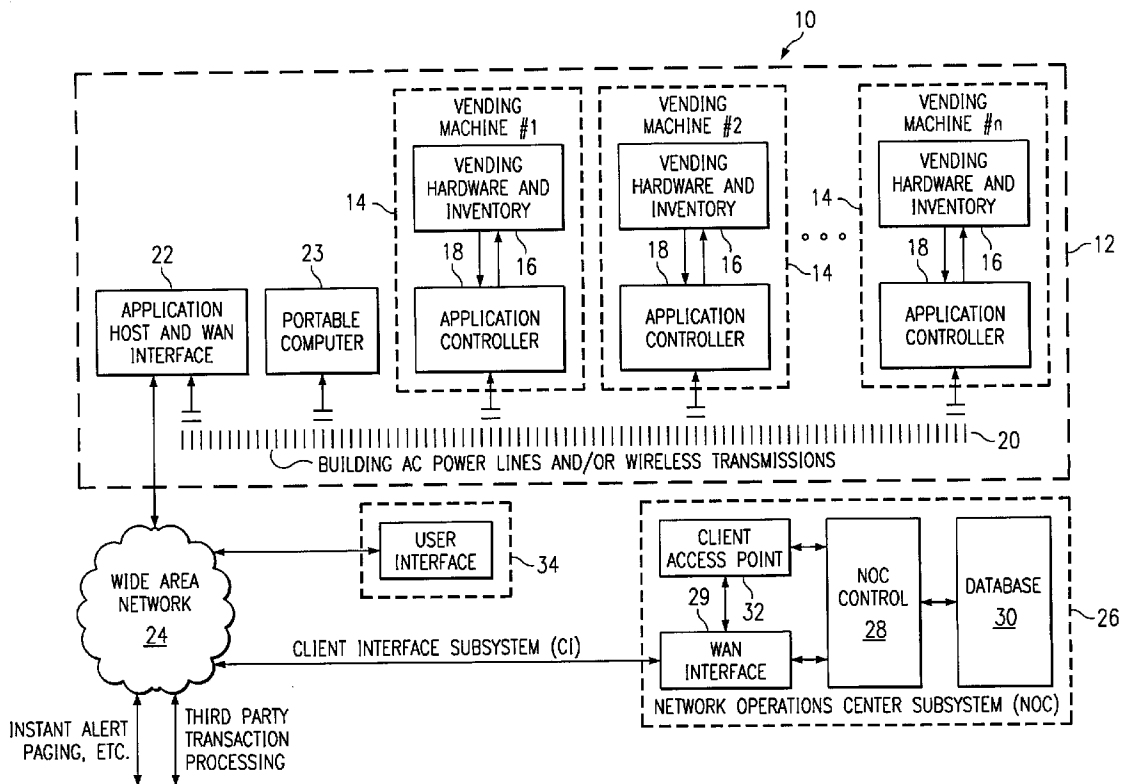 10
VENDING
MACHINE #1
VENDING
HARDWARE AND
INVENTORY
14
18
16
APPLICATION
CONTROLLER
VENDING
MACHINE #2
VENDING
HARDWARE AND
INVENTORY
18
16
14
APPLICATION
CONTROLLER
VENDING
MACHINE #n
VENDING
HARDWARE AND
INVENTORY
14
18
16
APPLICATION
CONTROLLER
12
22
APPLICATION
HOST AND WAN
INTERFACE
23
PORTABLE
COMPUTER
20
BUILDING AC POWER LINES AND/OR WIRELESS TRANSMISSIONS
WIDE AREA
NETWORK
24
USER
INTERFACE
34
CLIENT INTERFACE SUBSYSTEM (CI)
CLIENT
ACCESS POINT
29
32
WAN
INTERFACE
NOC
CONTROL
28
DATABASE
30
26
NETWORK OPERATIONS CENTER SUBSYSTEM (NOC)
INSTANT ALERT
PAGING, ETC.
THIRD PARTY
TRANSACTION
PROCESSING